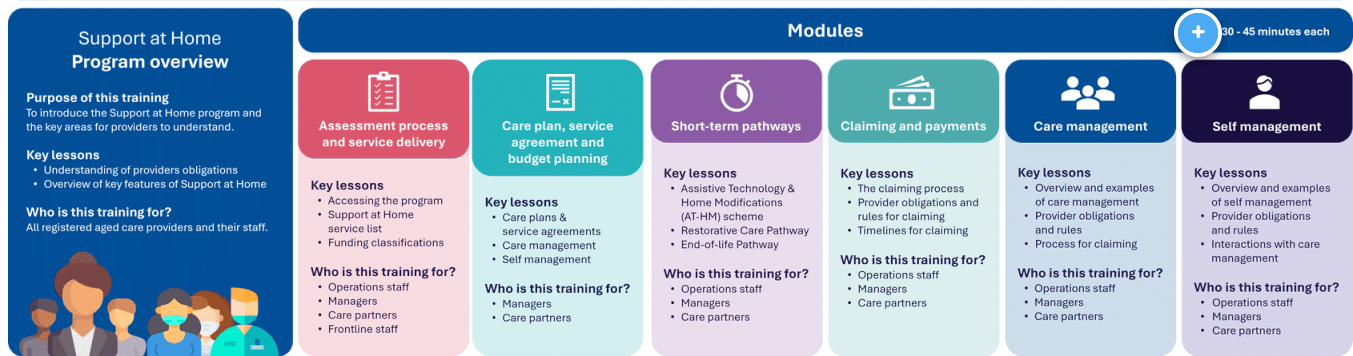 Support at Home
Program overview
Purpose of this training
To introduce the Support at Home program and
the key areas for providers to understand.
Key lessons
• Understanding of providers obligations
• Overview of key features of Support at Home
Who is this training for?
All registered aged care providers and their staff.
Modules
30 - 45 minutes each
Assessment process
and service delivery
Key lessons
• Accessing the program
• Support at Home
service list
• Funding classifications
Who is this training for?
• Operations staff
• Managers
• Care partners
• Frontline staff
Care plan, service
agreement and
budget planning
Key lessons
• Care plans &
service agreements
• Care management
• Self management
Who is this training for?
• Managers
• Care partners
Short-term pathways
Key lessons
• Assistive Technology &
Home Modifications
(AT-HM) scheme
• Restorative Care Pathway
• End-of-life Pathway
Who is this training for?
• Operations staff
• Managers
• Care partners
Claiming and payments
Key lessons
• The claiming process
• Provider obligations and
rules for claiming
• Timelines for claiming
Who is this training for?
• Operations staff
• Managers
• Care partners
Care management
Key lessons
• Overview and examples
of care management
• Provider obligations
and rules
• Process for claiming
Who is this training for?
• Operations staff
• Managers
• Care partners
Self management
Key lessons
• Overview and examples
of self management
• Provider obligations
and rules
• Interactions with care
management
Who is this training for?
• Operations staff
• Managers
• Care partners